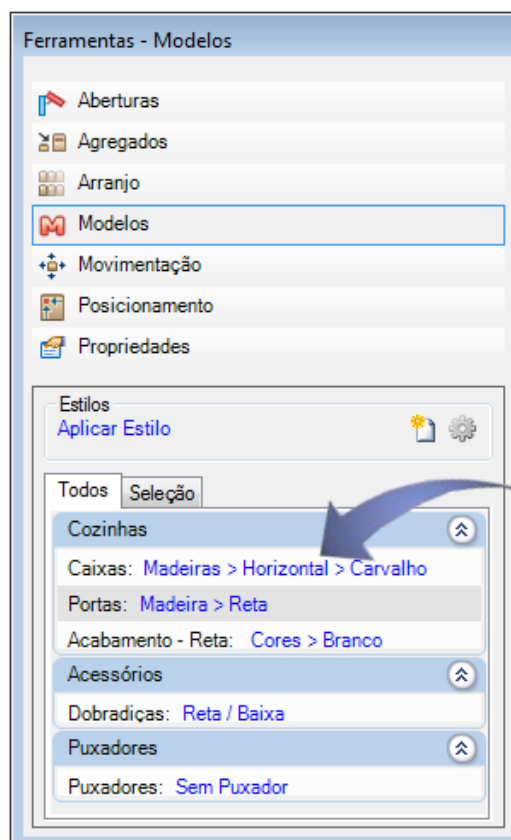 Ferramentas - Modelos
Aberturas
Agregados
Arranjo
Modelos
Movimentação
Posicionamento
Propriedades
Estilos
Aplicar Estilo
Todos Seleção
Cozinhas
Caixas: Madeiras > Horizontal > Carvalho
Portas: Madeira > Reta
Acabamento - Reta: Cores > Branco
Acessórios
Dobradiças: Reta / Baixa
Puxadores
Puxadores: Sem Puxador